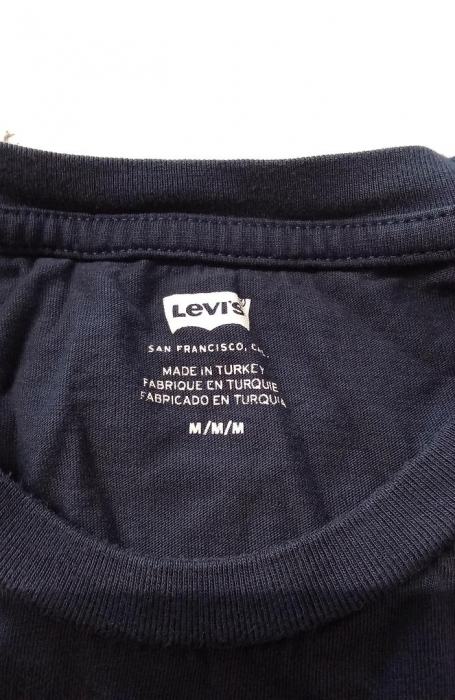 Levi's
SAN FRANCISCO,
MADE IN TURKEY
FABRIQUE EN TURQUIE
FABRICADO EN TURQUIA
M/M/M